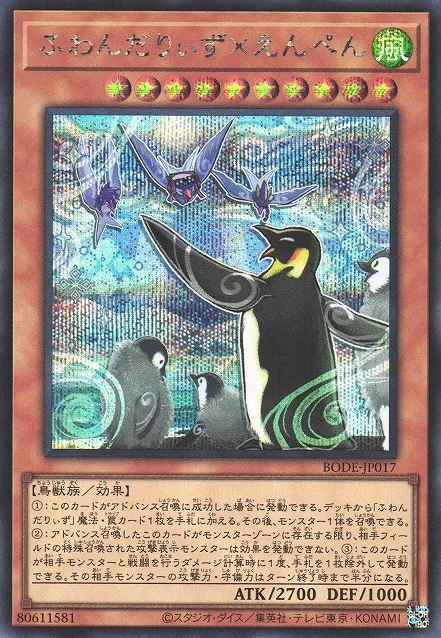 ふわんだりぃず×えんぺん
風
BODE-JP017
【鳥獣族/効果】
①:このカードがアドバンス召喚に成功した場合に発動できる。デッキから「ふわん
だりぃず」魔法・罠カード1枚を手札に加える。その後、モンスター1体を召喚できる。
②:アドバンス召喚したこのカードがモンスターゾーンに存在する限り、相手フィー
ルドの特殊召喚された攻撃表示モンスターは効果を発動できない。③:このカード
が相手モンスターと戦闘を行うダメージ計算時に1度、手札を1枚除外して発動で
きる。その相手モンスターの攻撃力・守備力はターン終了時まで半分になる。
ATK/2700 DEF/1000
80611581
©スタジオ・ダイス/集英社・テレビ東京・KONAMI